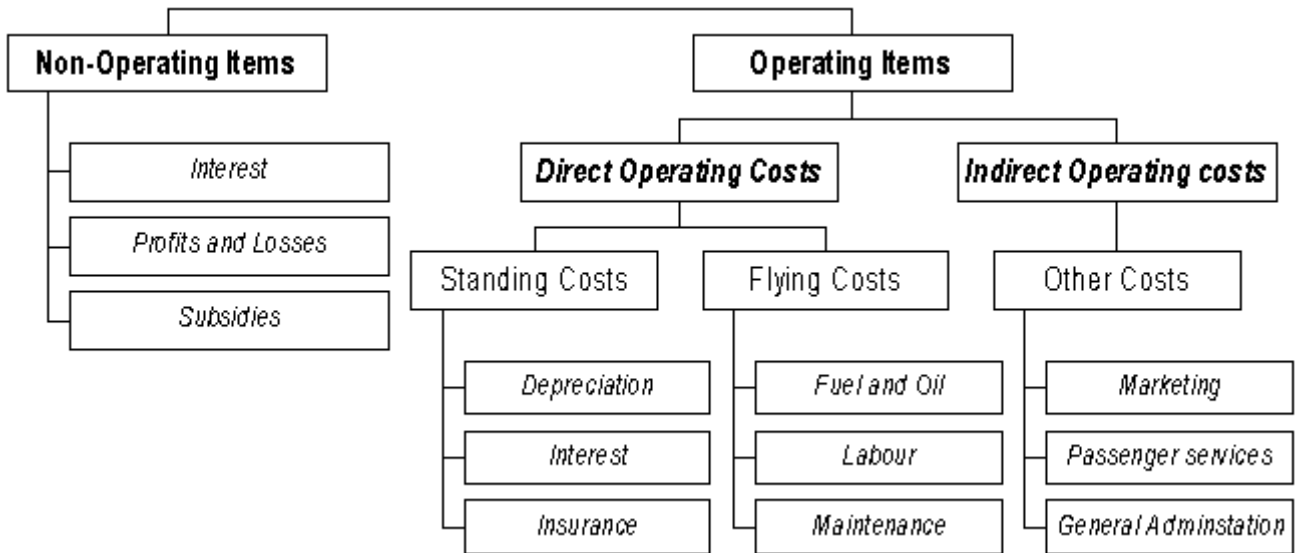 Non-Operating Items
Operating Items
Interest
Profits and Losses
Subsidies
Direct Operating Costs
Indirect Operating costs
Standing Costs
Flying Costs
Other Costs
Depreciation
Interest
Insurance
Fuel and Oil
Labour
Maintenance
Marketing
Passenger services
General Adminstation